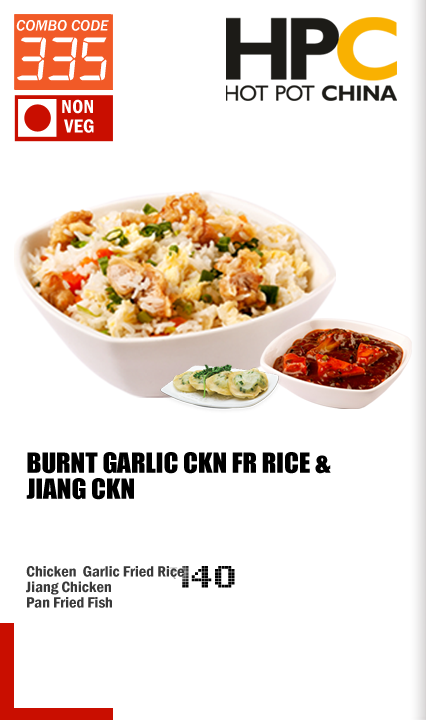 COMBO CODE
335
NON
VEG
HPC
HOT POT CHINA
BURNT GARLIC CKN FR RICE &
JIANG CKN
Chicken  Garlic Fried Rice 140
Jiang Chicken
Pan Fried Fish